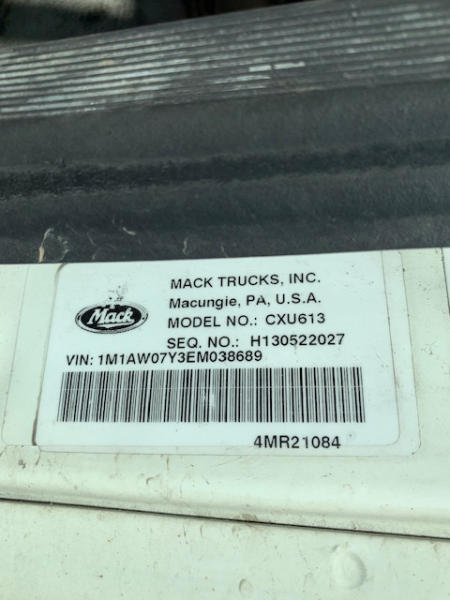 MACK TRUCKS, INC.
Macungie, PA, U.S.A.
Mack
MODEL NO.: CXU613
SEQ. NO.: H130522027
VIN: 1M1AW07Y3EM038689
4MR21084